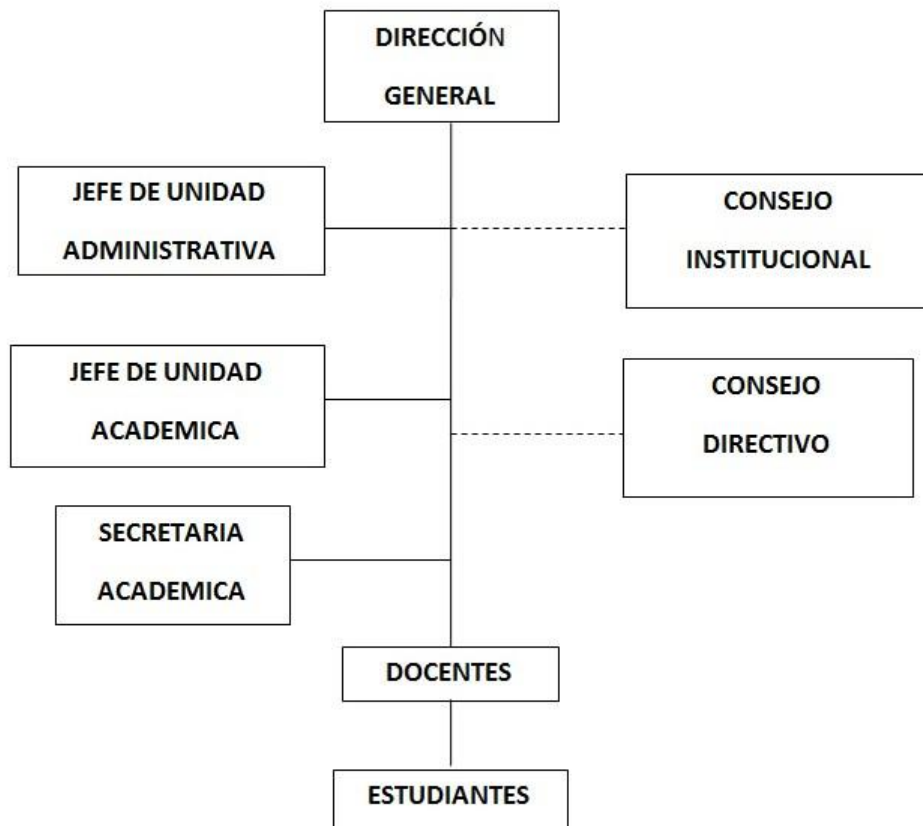 DIRECCIÓN
GENERAL
JEFE DE UNIDAD
ADMINISTRATIVA
CONSEJO
INSTITUCIONAL
JEFE DE UNIDAD
ACADEMICA
CONSEJO
DIRECTIVO
SECRETARIA
ACADEMICA
DOCENTES
ESTUDIANTES